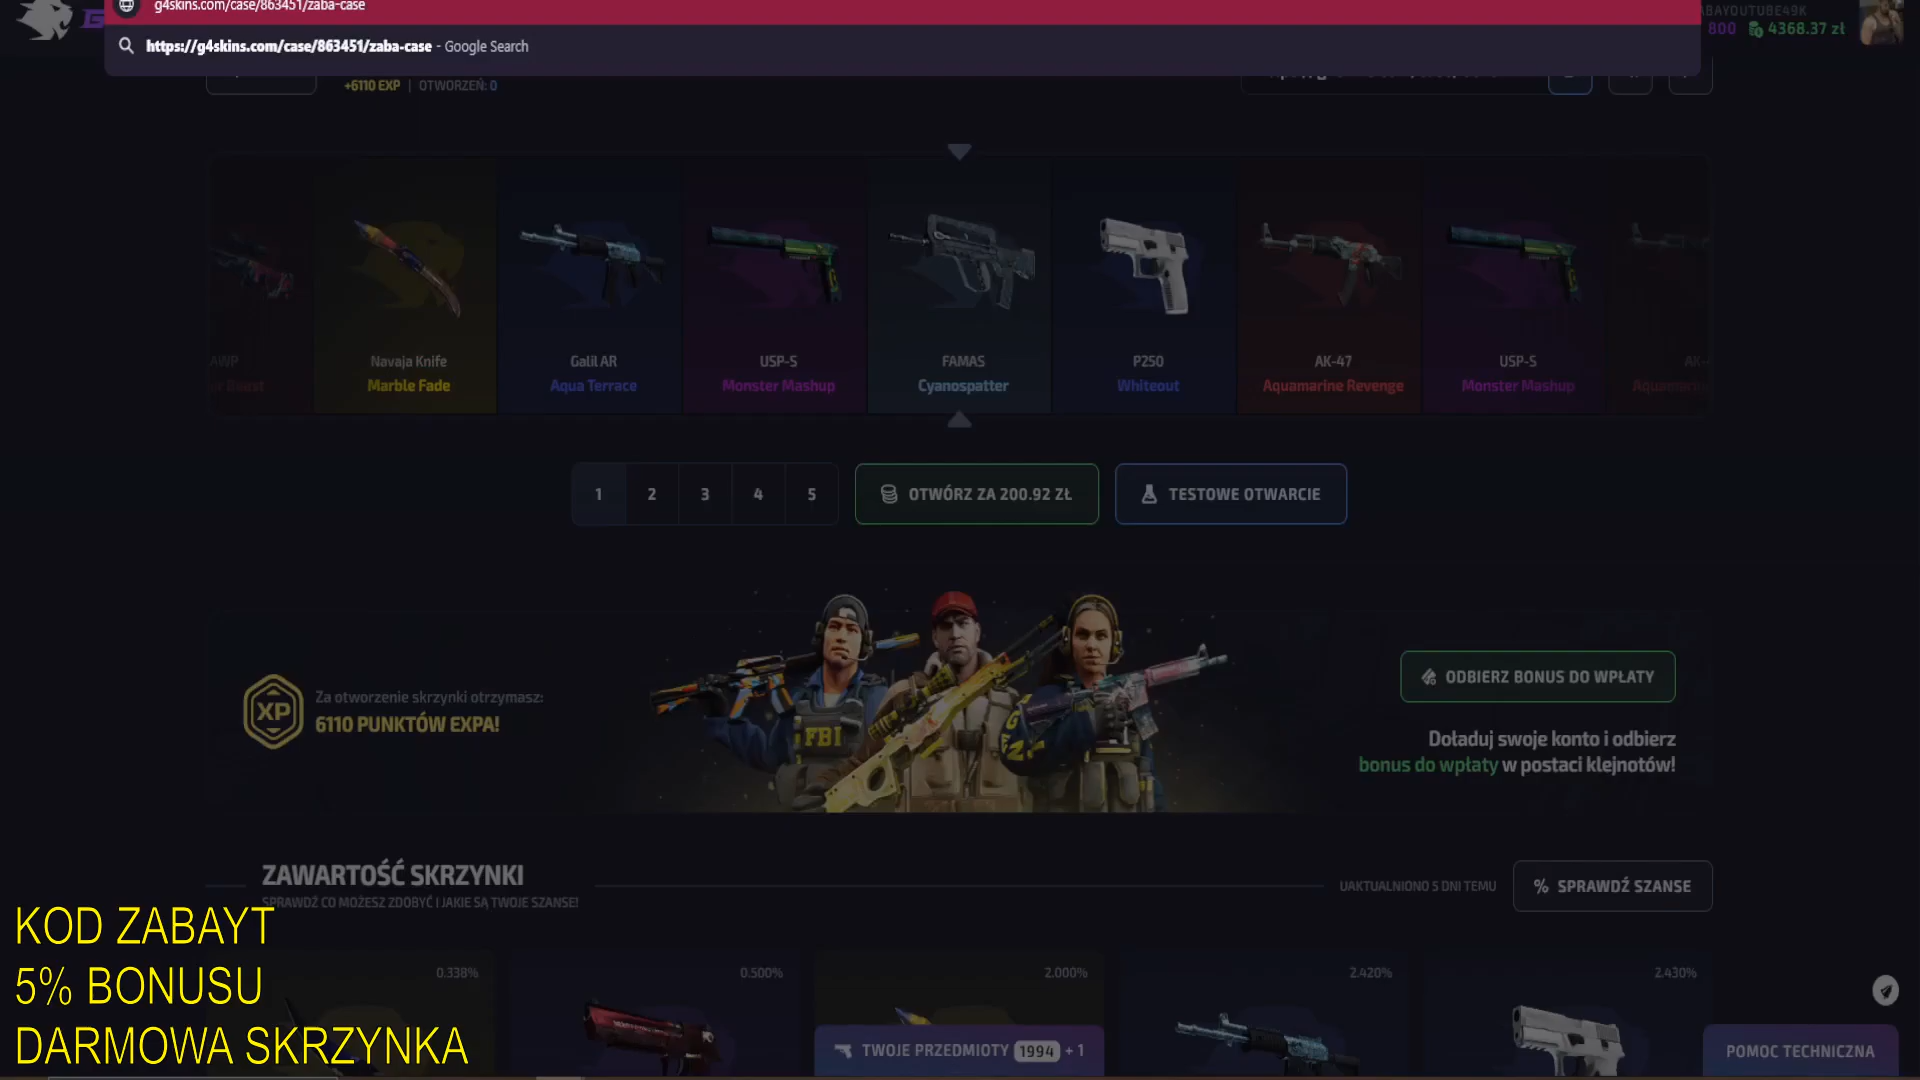 g4skins.com/case/863451/zaba-case
https://g4skins.com/case/863451/zaba-case - Google Search
ABAYOUTUBE49K
800 4368.37 zł
+6110 EXP | OTWORZEŃ: 0
AWP
Beast
Navaja Knife
Marble Fade
Galil AR
Aqua Terrace
USP-S
Monster Mashup
FAMAS
Cyanospatter
P250
Whiteout
AK-47
Aquamarine Revenge
USP-S
Monster Mashup
AK-
1 2 3 4 5
OTWÓRZ ZA 200.92 ZŁ
TESTOWE OTWARCIE
XP
Za otworzenie skrzynki otrzymasz:
6110 PUNKTÓW EXPA!
FBI
ODBIERZ BONUS DO WPŁATY
Doładuj swoje konto i odbierz
bonus do wpłaty w postaci klejnotów!
ZAWARTOŚĆ SKRZYNKI
SPRAWDŹ CO MOŻESZ ZDOBYĆ I JAKIE SĄ TWOJE SZANSE!
UAKTUALNIONO 5 DNI TEMU
% SPRAWDŹ SZANSE
0.338%
0.500%
2.000%
2.420%
2.430%
KOD ZABAYT
5% BONUSU
DARMOWA SKRZYNKA
TWOJE PRZEDMIOTY 1994 + 1
POMOC TECHNICZNA